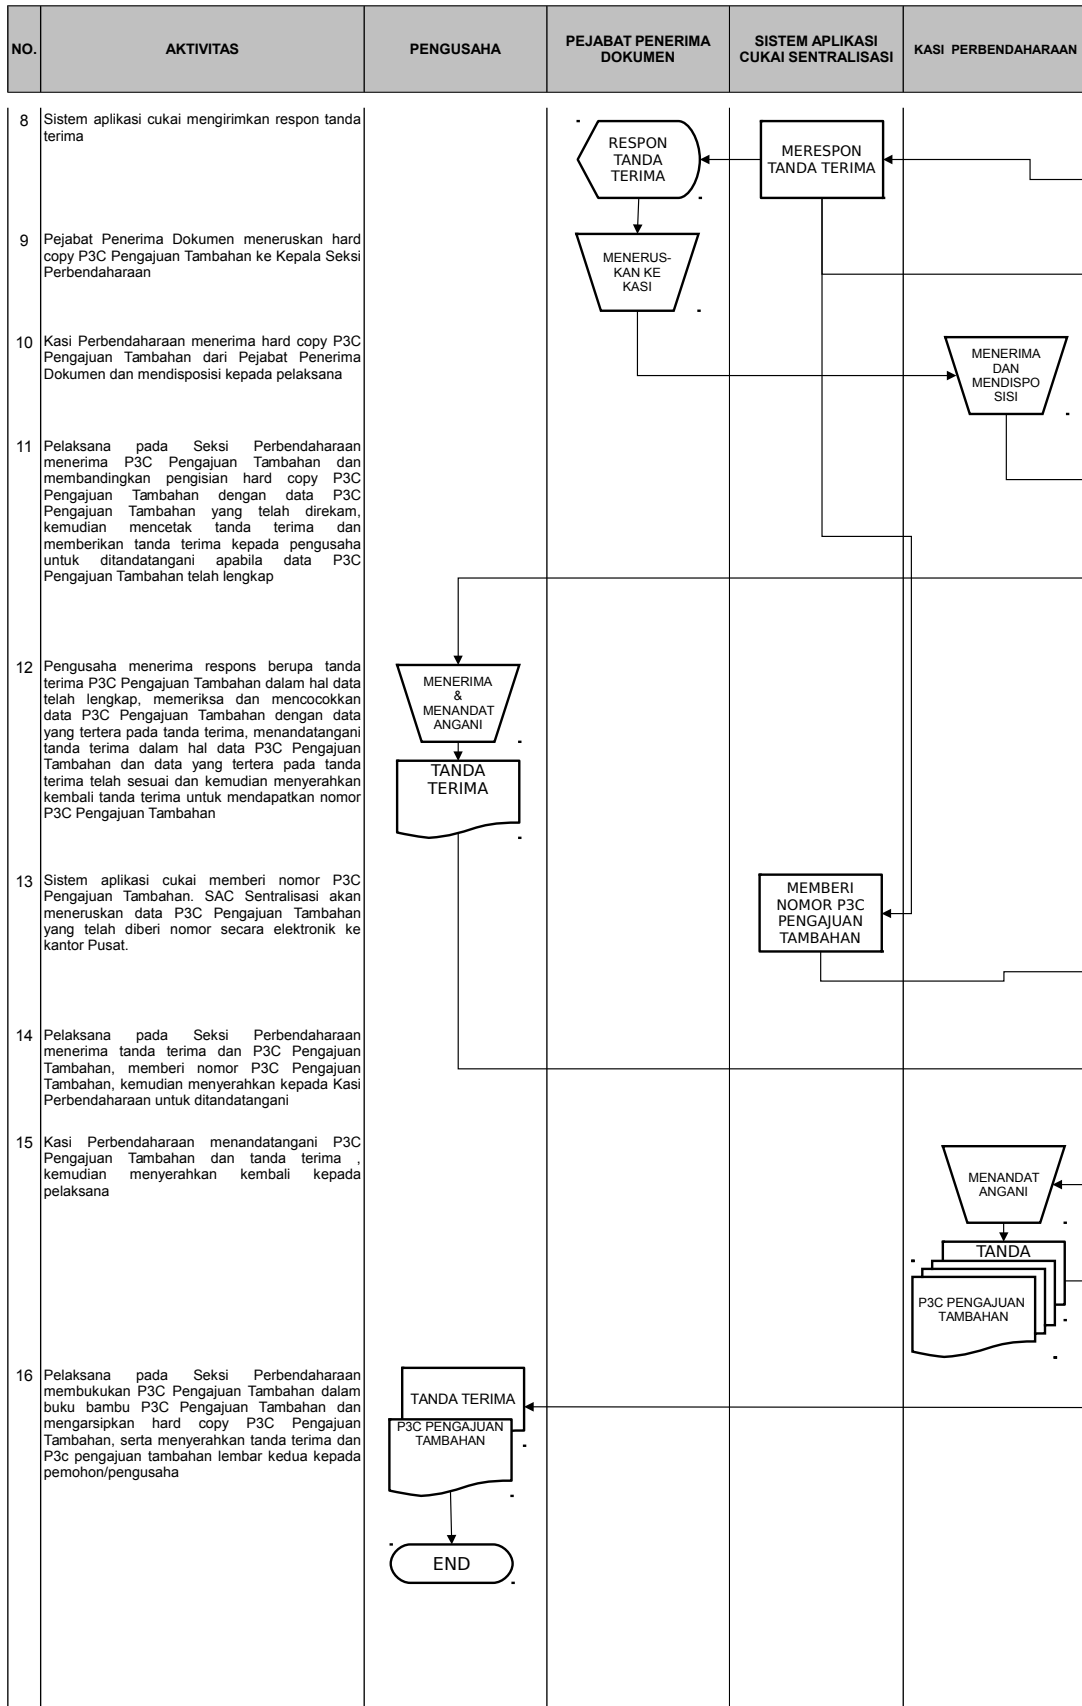 NO.
AKTIVITAS
PENGUSAHA
PEJABAT PENERIMA
DOKUMEN
SISTEM APLIKASI
CUKAI SENTRALISASI
KASI PERBENDAHARAAN
8
Sistem aplikasi cukai mengirimkan respon tanda
terima
RESPON
TANDA
TERIMA
MERESPON
TANDA TERIMA
9
Pejabat Penerima Dokumen meneruskan hard
copy P3C Pengajuan Tambahan ke Kepala Seksi
Perbendaharaan
MENERUS-
KAN KE
KASI
10
Kasi Perbendaharaan menerima hard copy P3C
Pengajuan Tambahan dari Pejabat Penerima
Dokumen dan mendisposisi kepada pelaksana
MENERIMA
DAN
MENDISPO
SISI
11
Pelaksana pada Seksi Perbendaharaan
menerima P3C Pengajuan Tambahan dan
membandingkan pengisian hard copy P3C
Pengajuan Tambahan dengan data P3C
Pengajuan Tambahan yang telah direkam,
kemudian mencetak tanda terima dan
memberikan tanda terima kepada pengusaha
untuk ditandatangani apabila data P3C
Pengajuan Tambahan telah lengkap
12
Pengusaha menerima respons berupa tanda
terima P3C Pengajuan Tambahan dalam hal data
telah lengkap, memeriksa dan mencocokkan
data P3C Pengajuan Tambahan dengan data
yang tertera pada tanda terima, menandatangani
tanda terima dalam hal data P3C Pengajuan
Tambahan dan data yang tertera pada tanda
terima telah sesuai dan kemudian menyerahkan
kembali tanda terima untuk mendapatkan nomor
P3C Pengajuan Tambahan
MENERIMA
&
MENANDAT
ANGANI
TANDA
TERIMA
13
Sistem aplikasi cukai memberi nomor P3C
Pengajuan Tambahan. SAC Sentralisasi akan
meneruskan data P3C Pengajuan Tambahan
yang telah diberi nomor secara elektronik ke
kantor Pusat.
MEMBERI
NOMOR P3C
PENGAJUAN
TAMBAHAN
14
Pelaksana pada Seksi Perbendaharaan
menerima tanda terima dan P3C Pengajuan
Tambahan, memberi nomor P3C Pengajuan
Tambahan, kemudian menyerahkan kepada Kasi
Perbendaharaan untuk ditandatangani
15
Kasi Perbendaharaan menandatangani P3C
Pengajuan Tambahan dan tanda terima ,
kemudian menyerahkan kembali kepada
pelaksana
MENANDAT
ANGANI
TANDA
P3C PENGAJUAN
TAMBAHAN
16
Pelaksana pada Seksi Perbendaharaan
membukukan P3C Pengajuan Tambahan dalam
buku bambu P3C Pengajuan Tambahan dan
mengarsipkan hard copy P3C Pengajuan
Tambahan, serta menyerahkan tanda terima dan
P3c pengajuan tambahan lembar kedua kepada
pemohon/pengusaha
TANDA TERIMA
P3C PENGAJUAN
TAMBAHAN
END